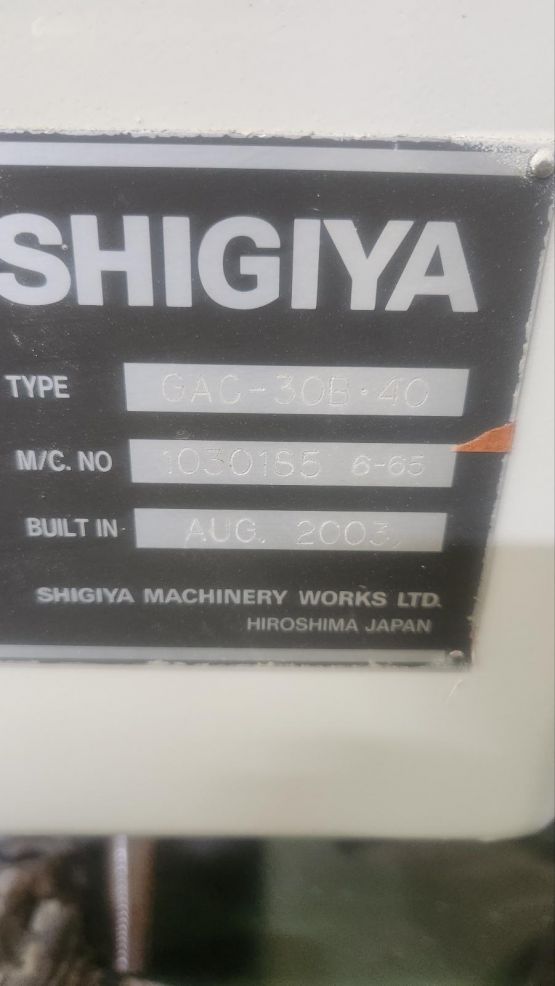 SHIGIYA
TYPE GAC-30B·40
M/C. NO 1030185 6-65
BUILT IN AUG. 2003.
SHIGIYA MACHINERY WORKS LTD.
HIROSHIMA JAPAN